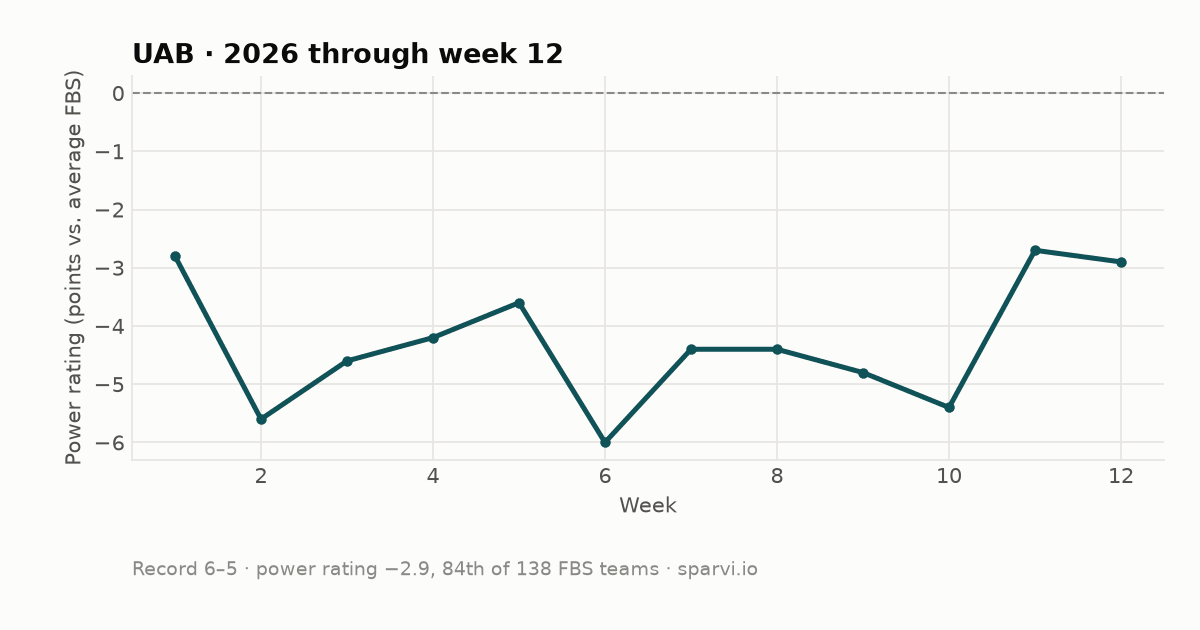 UAB · 2026 through week 12
Power rating (points vs. average FBS)
0
−1
−2
−3
−4
−5
−6
2 4 6 8 10 12
Week
Record 6–5 · power rating −2.9, 84th of 138 FBS teams · sparvi.io